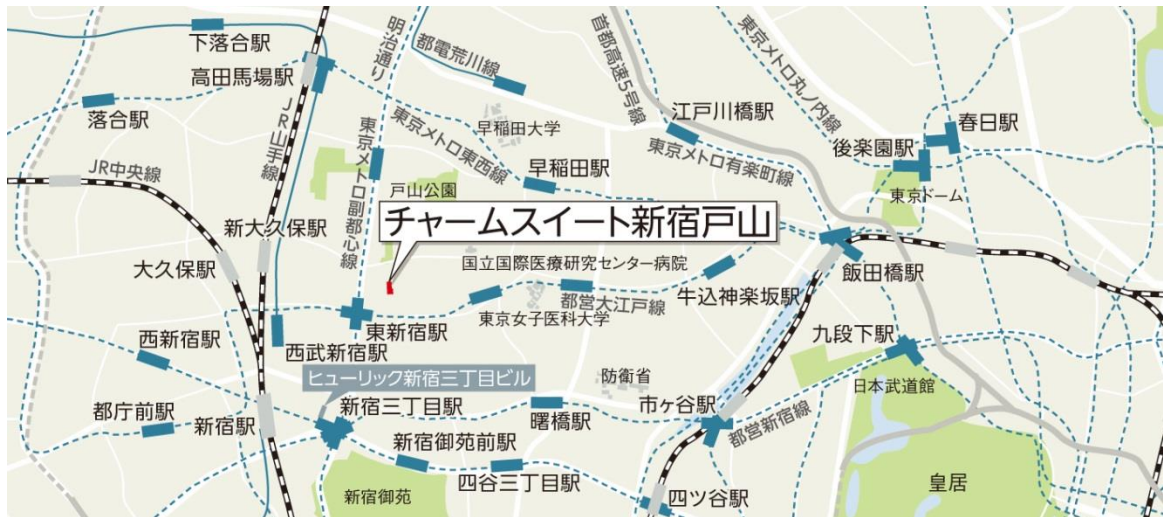 下落合駅
高田馬場駅
落合駅
JR中央線
JR山手線
新大久保駅
大久保駅
西新宿駅
都庁前駅
新宿駅
西武新宿駅
明治通り
東京メトロ副都心線
都電荒川線
早稲田大学
東京メトロ東西線
早稲田駅
戸山公園
チャームスイート新宿戸山
国立国際医療研究センター病院
都営大江戸線
東京女子医科大学
東新宿駅
ヒューリック新宿三丁目ビル
新宿三丁目駅
新宿御苑前駅
新宿御苑
四谷三丁目駅
曙橋駅
防衛省
市ヶ谷駅
四ツ谷駅
首都高速5号線
江戸川橋駅
東京メトロ有楽町線
東京メトロ丸ノ内線
後楽園駅
春日駅
東京ドーム
飯田橋駅
牛込神楽坂駅
九段下駅
日本武道館
都営新宿線
皇居